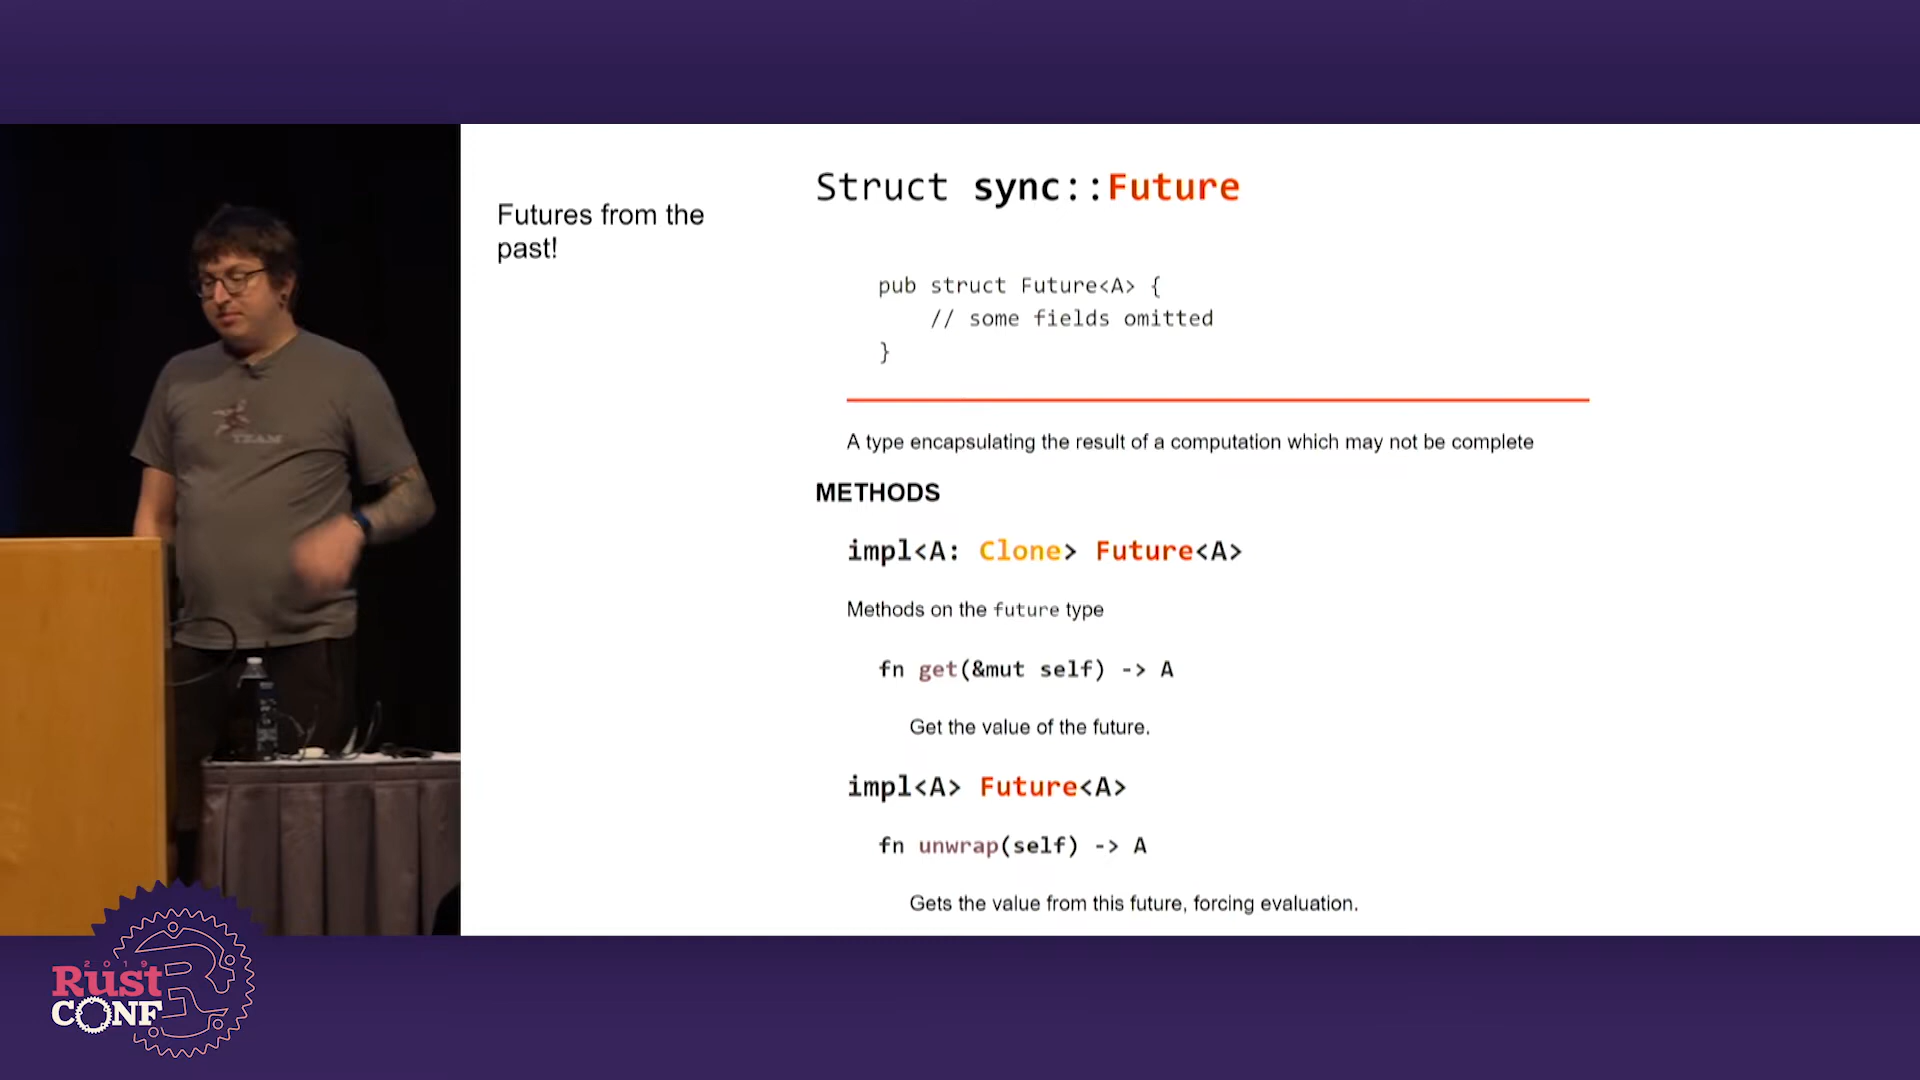 Futures from the
past!
Struct sync::Future
pub struct Future<A> {
// some fields omitted
}
A type encapsulating the result of a computation which may not be complete
METHODS
impl<A: Clone> Future<A>
Methods on the future type
fn get(&mut self) -> A
Get the value of the future.
impl<A> Future<A>
fn unwrap(self) -> A
Gets the value from this future, forcing evaluation.
TEAM
2019
Rust
CONF
R